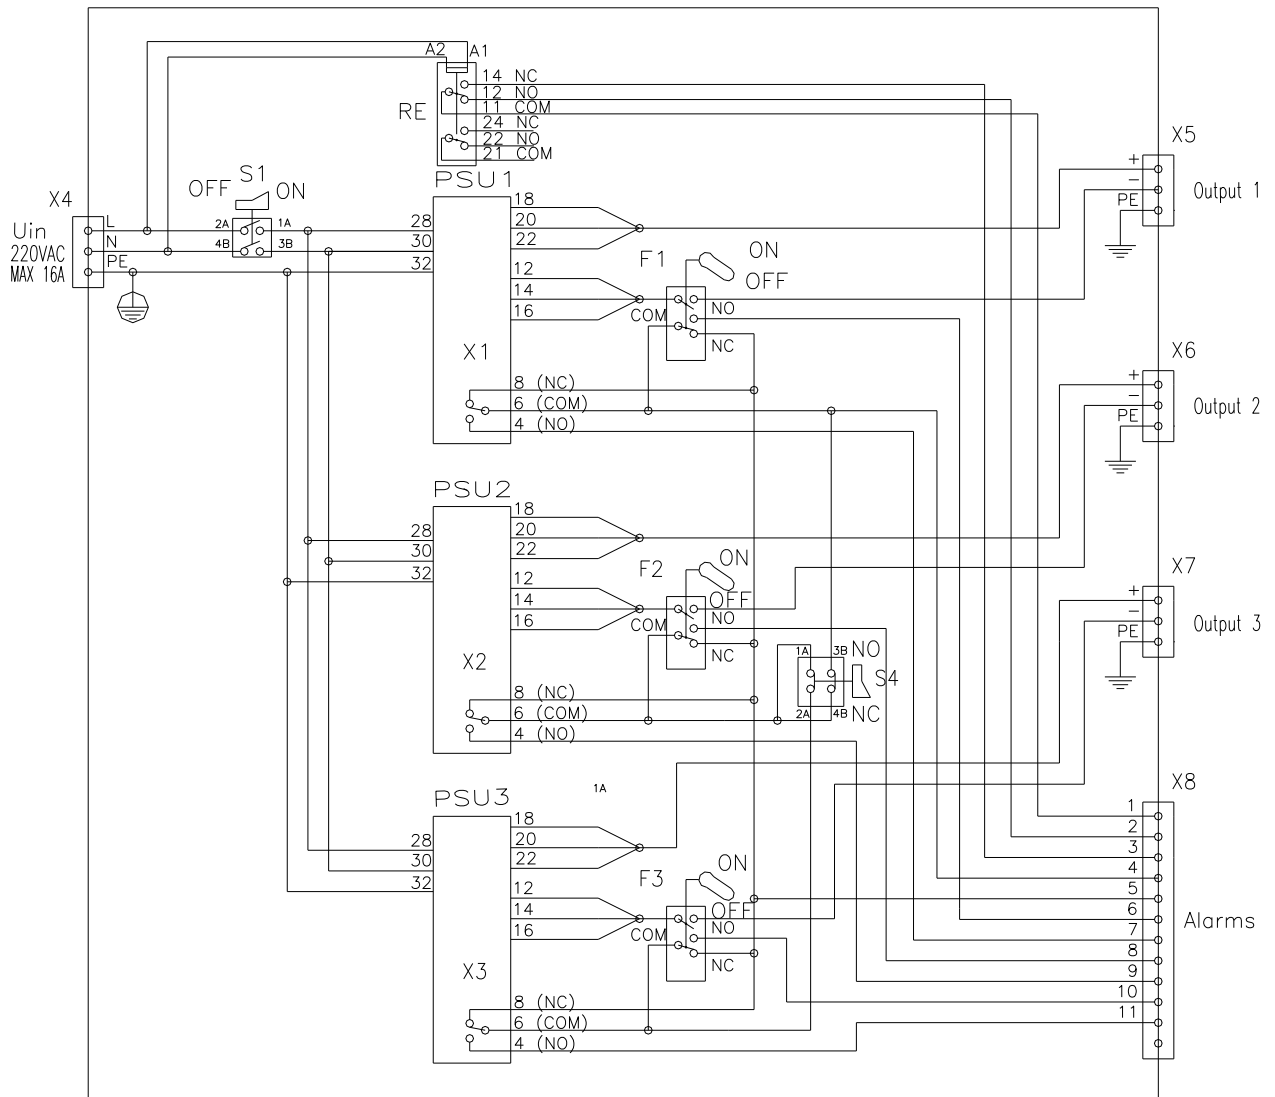 A2 A1
14 NC
12 NO
11 COM
24 NC
22 NO
21 COM
RE
X4
Uin
220VAC
MAX 16A
L
N
PE
S1
OFF ON
2A 1A
4B 3B
PSU1
28
30
32
18
20
22
12
14
16
X1
8 (NC)
6 (COM)
4 (NO)
F1
ON
OFF
COM
NO
NC
X5
+
-
PE
Output 1
X6
+
-
PE
Output 2
PSU2
28
30
32
18
20
22
12
14
16
X2
8 (NC)
6 (COM)
4 (NO)
F2
ON
OFF
COM
NO
NC
1A 3B NO
S4
2A 4B NC
X7
+
-
PE
Output 3
1A
PSU3
28
30
32
18
20
22
12
14
16
X3
8 (NC)
6 (COM)
4 (NO)
F3
ON
OFF
COM
NO
NC
X8
1
2
3
4
5
6
7
8
9
10
11
Alarms